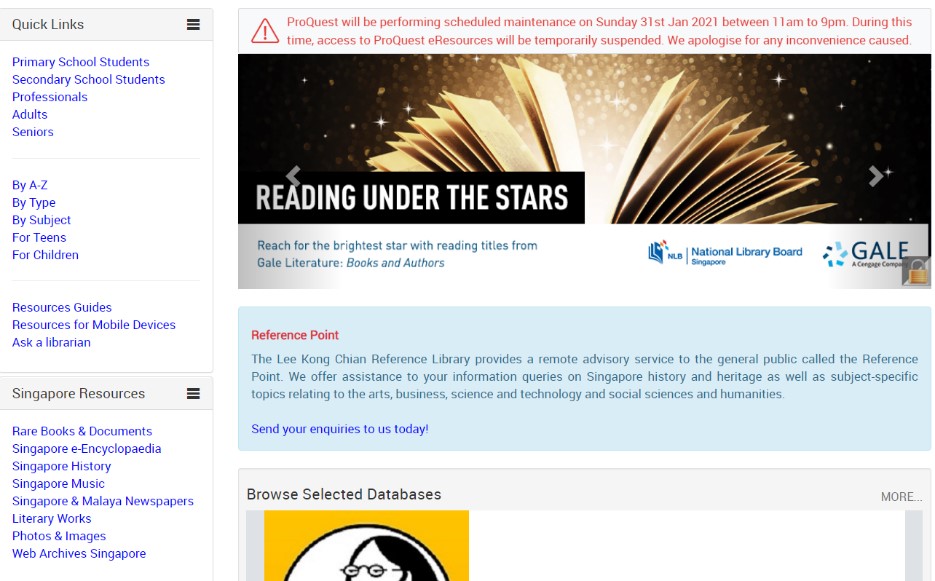 Quick Links
Primary School Students
Secondary School Students
Professionals
Adults
Seniors
By A-Z
By Type
By Subject
For Teens
For Children
Resources Guides
Resources for Mobile Devices
Ask a librarian
Singapore Resources
Rare Books & Documents
Singapore e-Encyclopaedia
Singapore History
Singapore Music
Singapore & Malaya Newspapers
Literary Works
Photos & Images
Web Archives Singapore
ProQuest will be performing scheduled maintenance on Sunday 31st Jan 2021 between 11am to 9pm. During this
time, access to ProQuest eResources will be temporarily suspended. We apologise for any inconvenience caused.
READING UNDER THE STARS
Reach for the brightest star with reading titles from
Gale Literature: Books and Authors
NLB National Library Board
Singapore
GALE
A Cengage Company
Reference Point
The Lee Kong Chian Reference Library provides a remote advisory service to the general public called the Reference
Point. We offer assistance to your information queries on Singapore history and heritage as well as subject-specific
topics relating to the arts, business, science and technology and social sciences and humanities.
Send your enquiries to us today!
Browse Selected Databases
MORE...